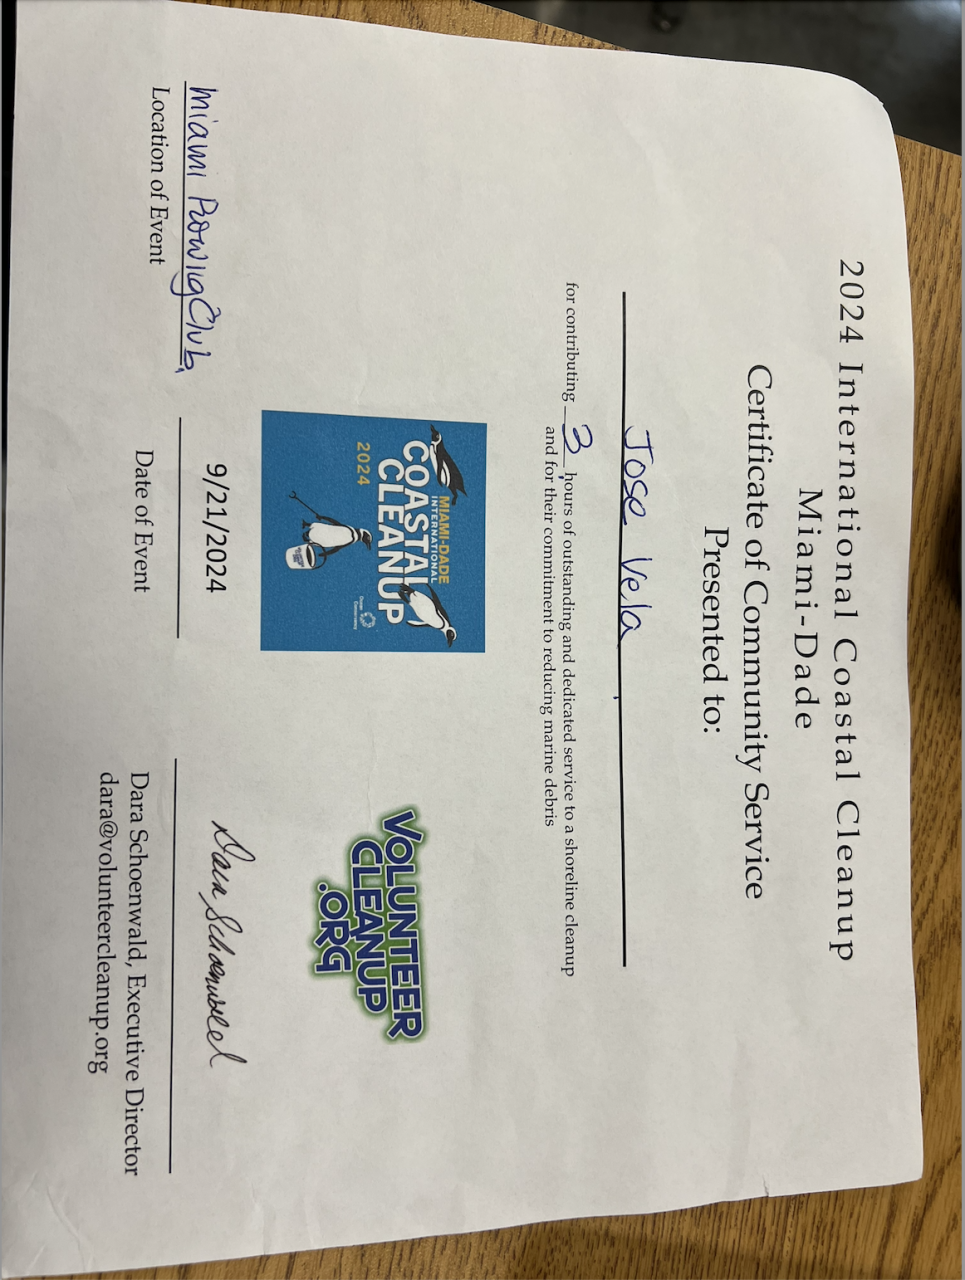 2024 International Coastal Cleanup
Miami-Dade
Certificate of Community Service
Presented to:
Jose Vela
for contributing 3 hours of outstanding and dedicated service to a shoreline cleanup
and for their commitment to reducing marine debris
MIAMI-DADE
INTERNATIONAL
COASTAL
CLEANUP
2024
Ocean
Conservancy
VOLUNTEER
CLEANUP
.ORG
Miami Rowing Club
Location of Event
9/21/2024
Date of Event
Dara Schoenwald
Dara Schoenwald, Executive Director
dara@volunteercleanup.org